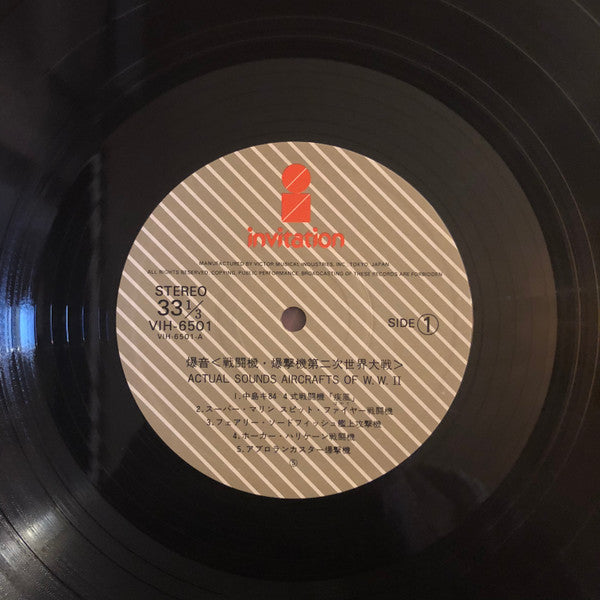 invitation
MANUFACTURED BY VICTOR MUSICAL INDUSTRIES, INC. TOKYO, JAPAN
ALL RIGHTS RESERVED. COPYING, PUBLIC PERFORMANCE, BROADCASTING OF THESE RECORDS ARE FORBIDDEN
STEREO
33 1/3
VIH-6501
VIH-6501-A
SIDE ①
爆音<戦闘機・爆撃機第二次世界大戦>
ACTUAL SOUNDS AIRCRAFTS OF W. W. II
1. 中島キ84 4式戦闘機「疾風」
2. スーパー・マリン スピット・ファイヤー戦闘機
3. フェアリー・ソードフィッシュ艦上攻撃機
4. ホーカー・ハリケーン戦闘機
5. アブロランカスター爆撃機
Ⓢ